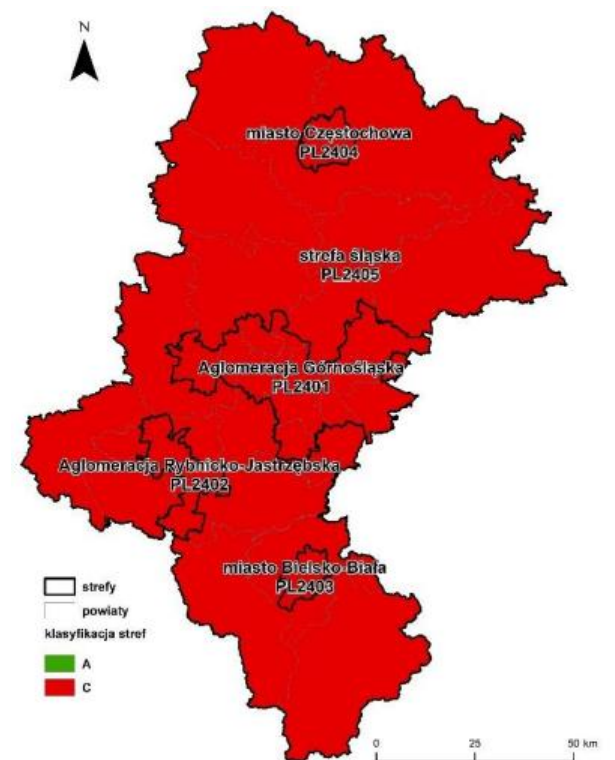 N
miasto Częstochowa
PL2404
strefa śląska
PL2405
Aglomeracja Górnośląska
PL2401
Aglomeracja Rybnicko-Jastrzębska
PL2402
miasto Bielsko-Biała
PL2403
strefy
powiaty
klasyfikacja stref
A
C
0 25 50 km